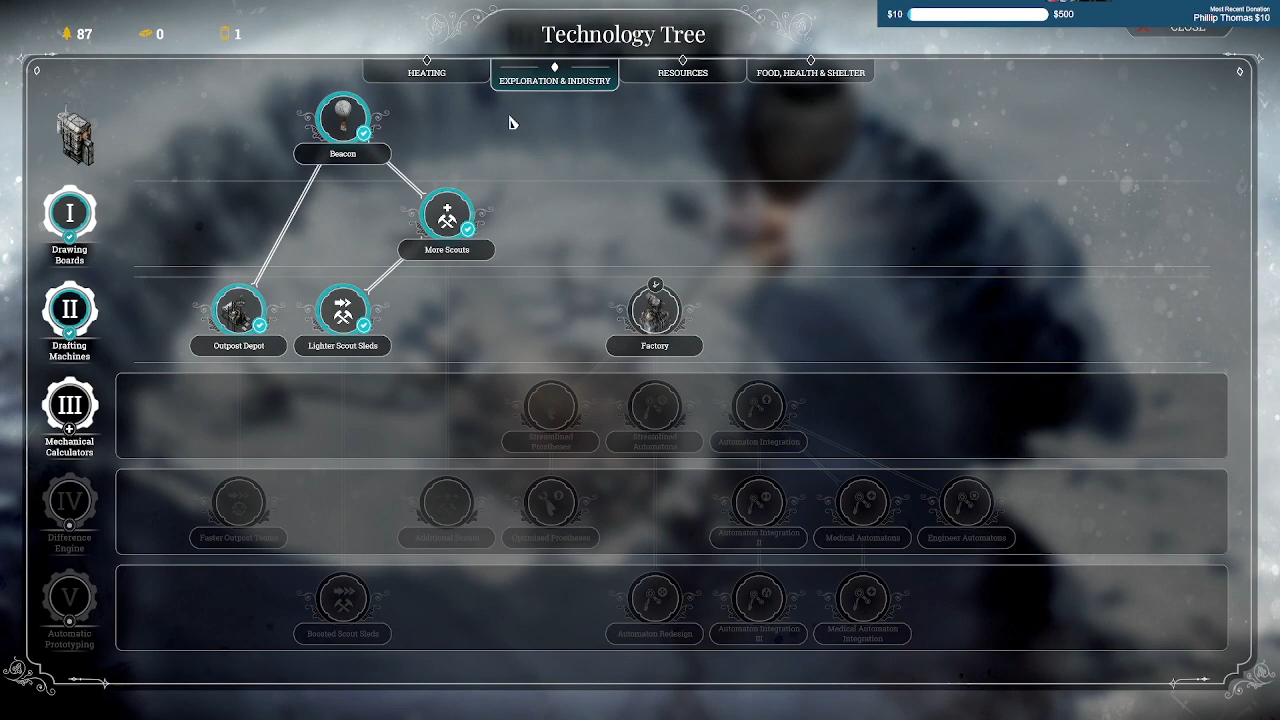 $10
$500
Most Recent Donation
Phillip Thomas $10
87
0
1
Technology Tree
CLOSE
HEATING
EXPLORATION & INDUSTRY
RESOURCES
FOOD, HEALTH & SHELTER
Beacon
I
More Scouts
Drawing
Boards
II
Outpost Depot
Lighter Scout Sleds
Factory
Drafting
Machines
III
Streamlined
Prostheses
Streamlined
Automatons
Automaton Integration
Mechanical
Calculators
IV
Faster Outpost Teams
Additional Scouts
Optimised Prostheses
Automaton Integration
II
Medical Automatons
Engineer Automatons
Difference
Engine
V
Boosted Scout Sleds
Automaton Redesign
Automaton Integration
III
Medical Automaton
Integration
Automatic
Prototyping